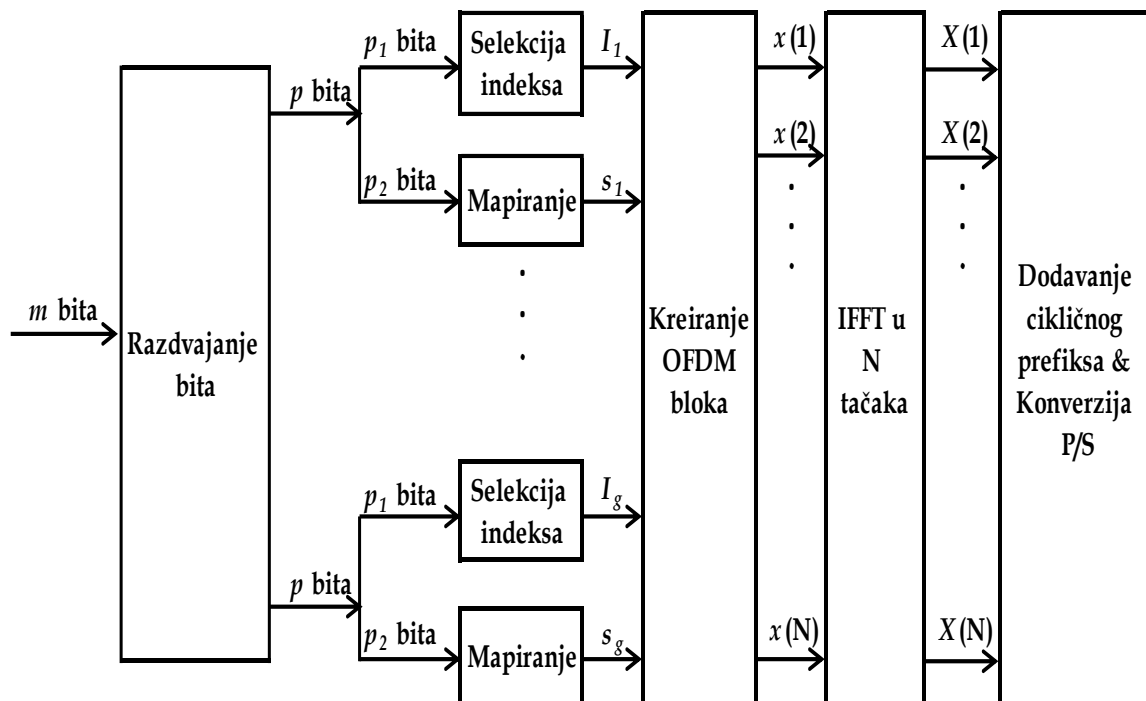 m bita
Razdvajanje
bita
p bita
p1 bita
p2 bita
Selekcija
indeksa
I1
Mapiranje
s1
p bita
p1 bita
p2 bita
Selekcija
indeksa
Ig
Mapiranje
sg
Kreiranje
OFDM
bloka
x(1)
x(2)
x(N)
IFFT u
N
tačaka
X(1)
X(2)
X(N)
Dodavanje
cikličnog
prefiksa &
Konverzija
P/S